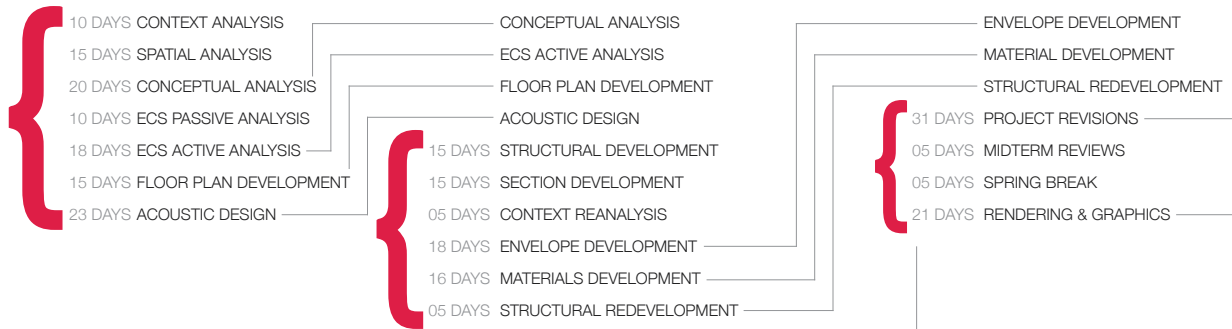 10 DAYS CONTEXT ANALYSIS
15 DAYS SPATIAL ANALYSIS
20 DAYS CONCEPTUAL ANALYSIS
10 DAYS ECS PASSIVE ANALYSIS
18 DAYS ECS ACTIVE ANALYSIS
15 DAYS FLOOR PLAN DEVELOPMENT
23 DAYS ACOUSTIC DESIGN
CONCEPTUAL ANALYSIS
ECS ACTIVE ANALYSIS
FLOOR PLAN DEVELOPMENT
ACOUSTIC DESIGN
15 DAYS STRUCTURAL DEVELOPMENT
15 DAYS SECTION DEVELOPMENT
05 DAYS CONTEXT REANALYSIS
18 DAYS ENVELOPE DEVELOPMENT
16 DAYS MATERIALS DEVELOPMENT
05 DAYS STRUCTURAL REDEVELOPMENT
ENVELOPE DEVELOPMENT
MATERIAL DEVELOPMENT
STRUCTURAL REDEVELOPMENT
31 DAYS PROJECT REVISIONS
05 DAYS MIDTERM REVIEWS
05 DAYS SPRING BREAK
21 DAYS RENDERING & GRAPHICS